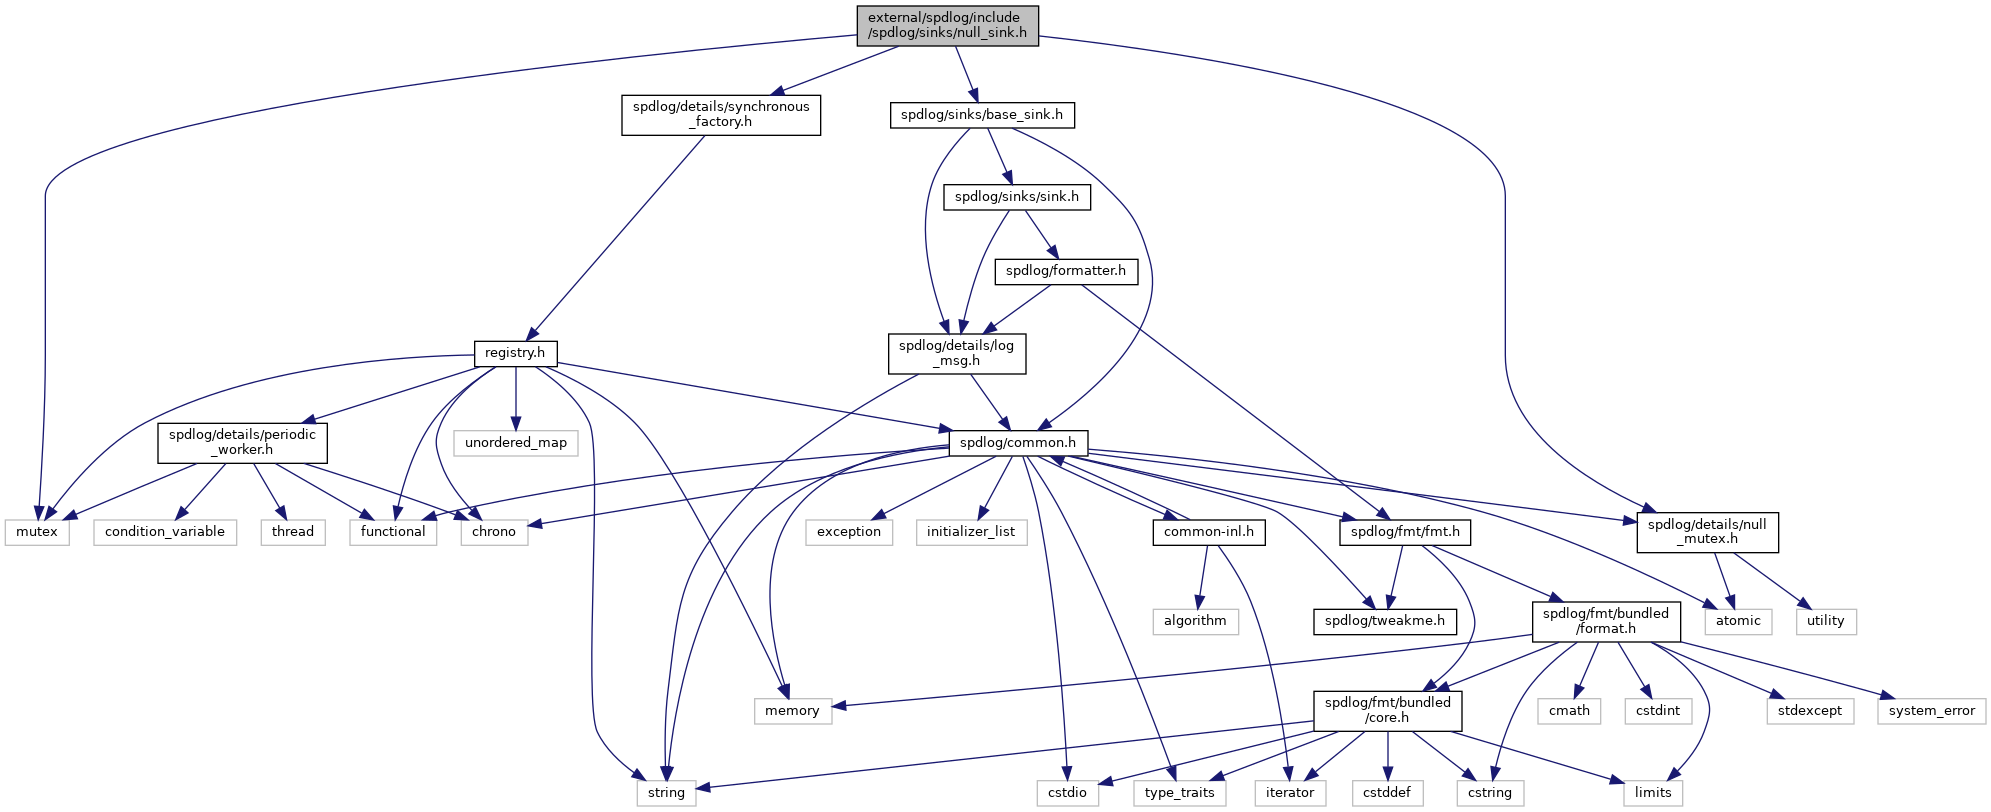 external/spdlog/include
/spdlog/sinks/null_sink.h
spdlog/details/synchronous
_factory.h
spdlog/sinks/base_sink.h
spdlog/sinks/sink.h
spdlog/formatter.h
spdlog/details/log
_msg.h
registry.h
spdlog/details/periodic
_worker.h
unordered_map
spdlog/common.h
mutex
condition_variable
thread
functional
chrono
exception
initializer_list
common-inl.h
spdlog/fmt/fmt.h
spdlog/details/null
_mutex.h
algorithm
spdlog/tweakme.h
spdlog/fmt/bundled
/format.h
atomic
utility
memory
spdlog/fmt/bundled
/core.h
cmath
cstdint
stdexcept
system_error
string
cstdio
type_traits
iterator
cstddef
cstring
limits